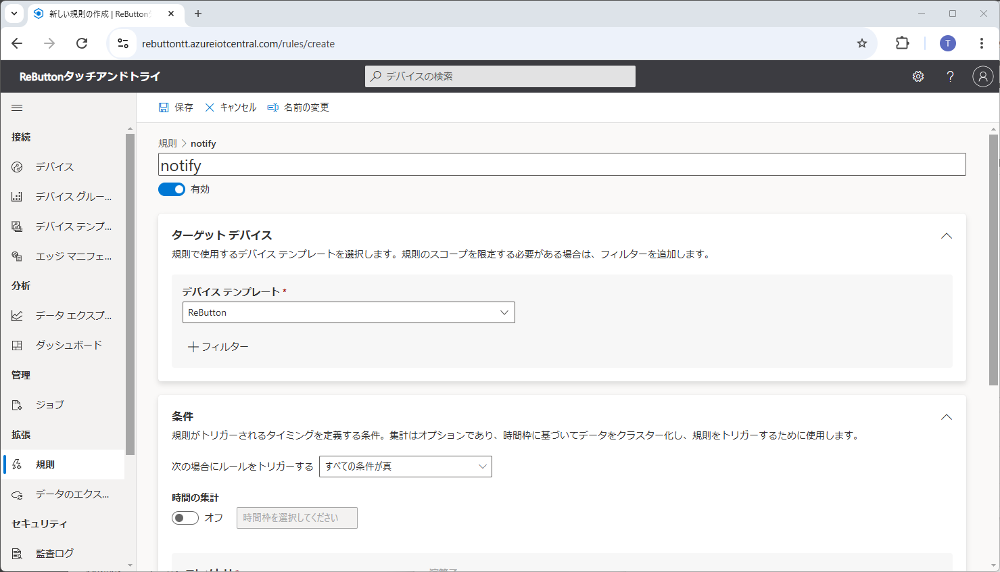 新しい規則の作成 | ReButton
rebuttontt.azureiotcentral.com/rules/create
T
ReButtonタッチアンドトライ
デバイスの検索
保存
キャンセル
名前の変更
接続
デバイス
デバイス グルー...
デバイス テンプ...
エッジ マニフェ...
分析
データ エクスプ...
ダッシュボード
管理
ジョブ
拡張
規則
データのエクス...
セキュリティ
監査ログ
規則 > notify
notify
有効
ターゲット デバイス
規則で使用するデバイス テンプレートを選択します。規則のスコープを限定する必要がある場合は、フィルターを追加します。
デバイス テンプレート *
ReButton
フィルター
条件
規則がトリガーされるタイミングを定義する条件。集計はオプションであり、時間枠に基づいてデータをクラスター化し、規則をトリガーするために使用します。
次の場合にルールをトリガーする すべての条件が真
時間の集計
オフ 時間枠を選択してください